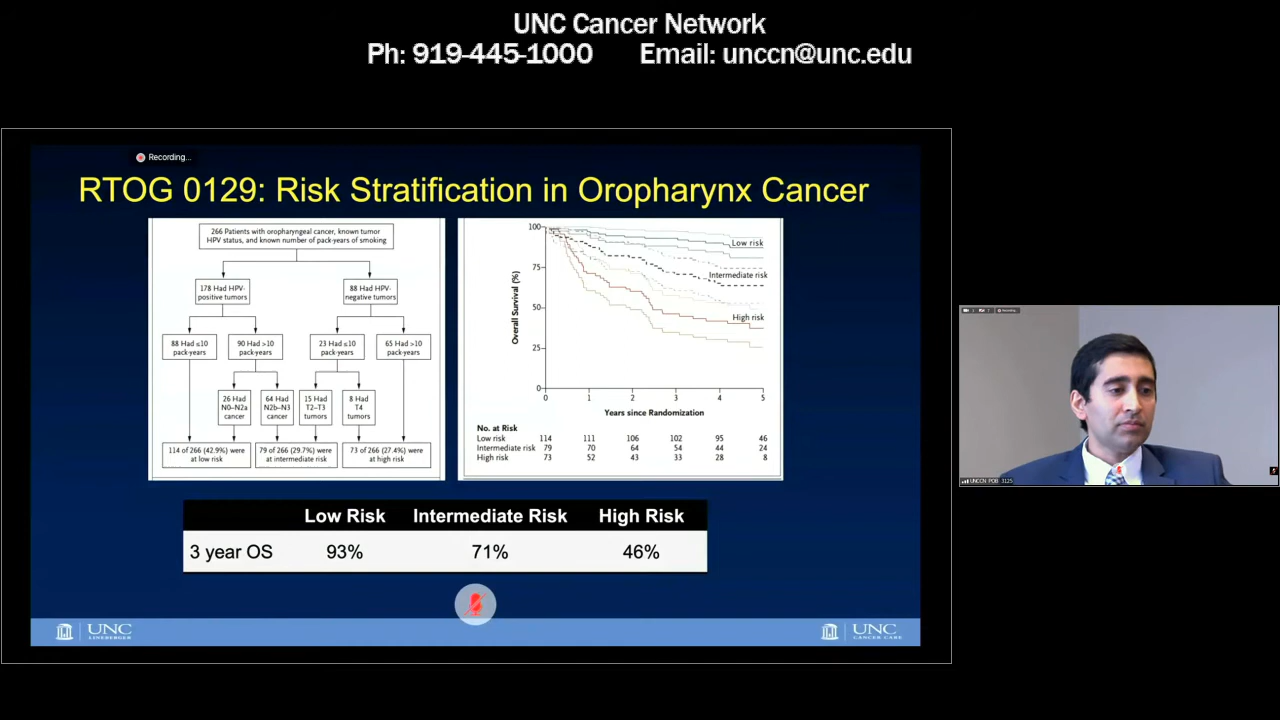 UNC Cancer Network
Ph: 919-445-1000 Email: unccn@unc.edu
Recording...
RTOG 0129: Risk Stratification in Oropharynx Cancer
266 Patients with oropharyngeal cancer, known tumor
HPV status, and known number of pack-years of smoking
178 Had HPV-
positive tumors
88 Had HPV-
negative tumors
88 Had ≤10
pack-years
90 Had >10
pack-years
23 Had ≤10
pack-years
65 Had >10
pack-years
26 Had
N0–N2a
cancer
64 Had
N2b–N3
cancer
15 Had
T2–T3
tumors
8 Had
T4
tumors
114 of 266 (42.9%) were
at low risk
79 of 266 (29.7%) were
at intermediate risk
73 of 266 (27.4%) were
at high risk
Overall Survival (%)
100
75
50
25
0
Low risk
Intermediate risk
High risk
0 1 2 3 4 5
Years since Randomization
No. at Risk
Low risk 114 111 106 102 95 46
Intermediate risk 79 70 64 54 44 24
High risk 73 52 43 33 28 8
Low Risk Intermediate Risk High Risk
3 year OS 93% 71% 46%
UNC
LINEBERGER
UNC
CANCER CARE
Recording...
UNCCN POB 3125